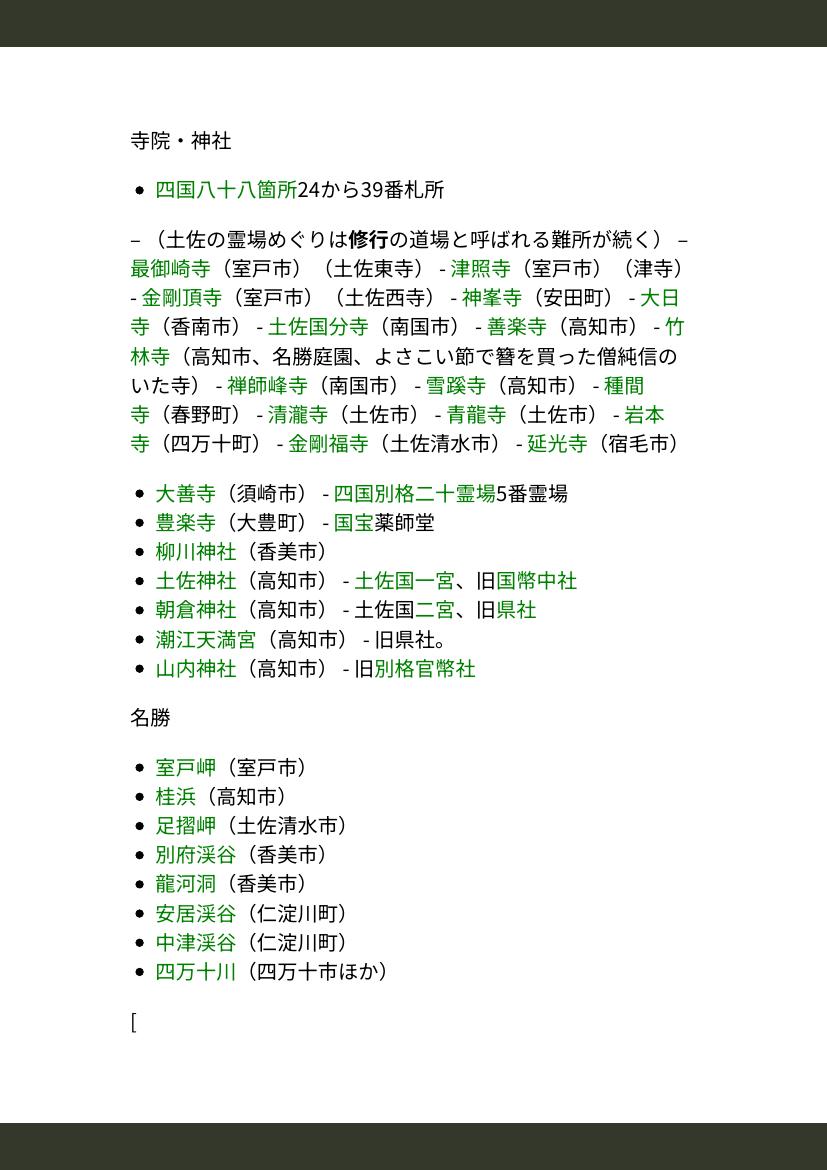 寺院・神社
• 四国八十八箇所24から39番札所
– （土佐の霊場めぐりは修行の道場と呼ばれる難所が続く） –
最御崎寺（室戸市）（土佐東寺） - 津照寺（室戸市）（津寺）
- 金剛頂寺（室戸市）（土佐西寺） - 神峯寺（安田町） - 大日
寺（香南市） - 土佐国分寺（南国市） - 善楽寺（高知市） - 竹
林寺（高知市、名勝庭園、よさこい節で簪を買った僧純信の
いた寺） - 禅師峰寺（南国市） - 雪蹊寺（高知市） - 種間
寺（春野町） - 清瀧寺（土佐市） - 青龍寺（土佐市） - 岩本
寺（四万十町） - 金剛福寺（土佐清水市） - 延光寺（宿毛市）
• 大善寺（須崎市） - 四国別格二十霊場5番霊場
• 豊楽寺（大豊町） - 国宝薬師堂
• 柳川神社（香美市）
• 土佐神社（高知市） - 土佐国一宮、旧国幣中社
• 朝倉神社（高知市） - 土佐国二宮、旧県社
• 潮江天満宮（高知市） - 旧県社。
• 山内神社（高知市） - 旧別格官幣社
名勝
• 室戸岬（室戸市）
• 桂浜（高知市）
• 足摺岬（土佐清水市）
• 別府渓谷（香美市）
• 龍河洞（香美市）
• 安居渓谷（仁淀川町）
• 中津渓谷（仁淀川町）
• 四万十川（四万十市ほか）
[